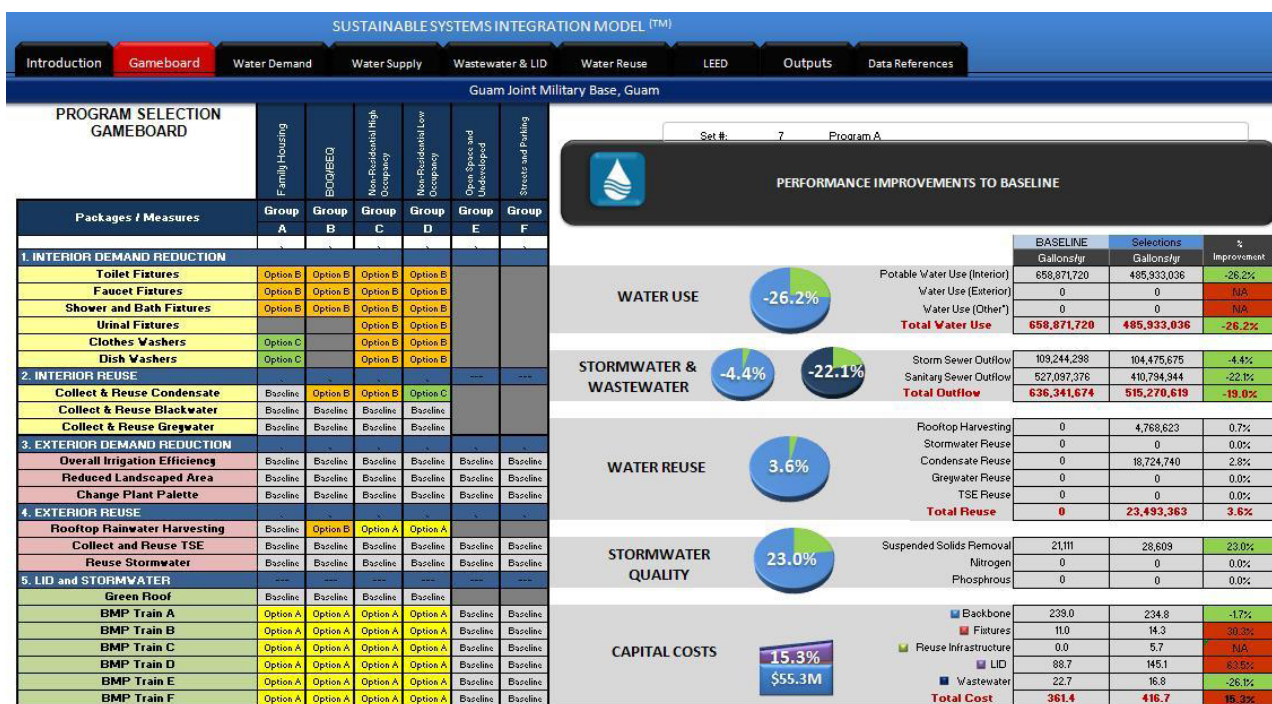 SUSTAINABLE SYSTEMS INTEGRATION MODEL (TM)
Introduction Gameboard Water Demand Water Supply Wastewater & LID Water Reuse LEED Outputs Data References
Guam Joint Military Base, Guam
PROGRAM SELECTION
GAMEBOARD
Family Housing
BOQ/BEQ
Non-Residential High
Occupancy
Non-Residential Low
Occupancy
Open Space and
Undeveloped
Streets and Parking
Set #: 7 Program A
PERFORMANCE IMPROVEMENTS TO BASELINE
Packages / Measures
Group Group Group Group Group Group
A B C D E F
1. INTERIOR DEMAND REDUCTION
Toilet Fixtures Option B Option B Option B Option B
Faucet Fixtures Option B Option B Option B Option B
Shower and Bath Fixtures Option B Option B Option B Option B
Urinal Fixtures Option B Option B
Clothes Washers Option C Option B Option B
Dish Washers Option C Option B Option B
2. INTERIOR REUSE --- ---
Collect & Reuse Condensate Baseline Option B Option B Option C
Collect & Reuse Blackwater Baseline Baseline Baseline Baseline
Collect & Reuse Greywater Baseline Baseline Baseline Baseline
3. EXTERIOR DEMAND REDUCTION
Overall Irrigation Efficiency Baseline Baseline Baseline Baseline Baseline Baseline
Reduced Landscaped Area Baseline Baseline Baseline Baseline Baseline Baseline
Change Plant Palette Baseline Baseline Baseline Baseline Baseline Baseline
4. EXTERIOR REUSE
Rooftop Rainwater Harvesting Baseline Option B Option A Option A
Collect and Reuse TSE Baseline Baseline Baseline Baseline Baseline Baseline
Reuse Stormwater Baseline Baseline Baseline Baseline Baseline Baseline
5. LID and STORMWATER --- --- --- --- --- ---
Green Roof Baseline Baseline Baseline Baseline
BMP Train A Option A Option A Option A Option A Baseline Baseline
BMP Train B Option A Option A Option A Option A Baseline Baseline
BMP Train C Option A Option A Option A Option A Baseline Baseline
BMP Train D Option A Option A Option A Option A Baseline Baseline
BMP Train E Option A Option A Option A Option A Baseline Baseline
BMP Train F Option A Option A Option A Option A Baseline Baseline
BASELINE Selections %
Gallons/yr Gallons/yr Improvement
WATER USE
-26.2%
Potable Water Use (Interior) 658,871,720 485,933,036 -26.2%
Water Use (Exterior) 0 0 NA
Water Use (Other*) 0 0 NA
Total Water Use 658,871,720 485,933,036 -26.2%
STORMWATER &
WASTEWATER
-4.4% -22.1%
Storm Sewer Outflow 109,244,298 104,475,675 -4.4%
Sanitary Sewer Outflow 527,097,376 410,794,944 -22.1%
Total Outflow 636,341,674 515,270,619 -19.0%
WATER REUSE
3.6%
Rooftop Harvesting 0 4,768,623 0.7%
Stormwater Reuse 0 0 0.0%
Condensate Reuse 0 18,724,740 2.8%
Greywater Reuse 0 0 0.0%
TSE Reuse 0 0 0.0%
Total Reuse 0 23,493,363 3.6%
STORMWATER
QUALITY
23.0%
Suspended Solids Removal 21,111 28,609 23.0%
Nitrogen 0 0 0.0%
Phosphrous 0 0 0.0%
CAPITAL COSTS
15.3%
$55.3M
Backbone 239.0 234.8 -1.7%
Fixtures 11.0 14.3 30.3%
Reuse Infrastructure 0.0 5.7 NA
LID 88.7 145.1 63.5%
Wastewater 22.7 16.8 -26.1%
Total Cost 361.4 416.7 15.3%